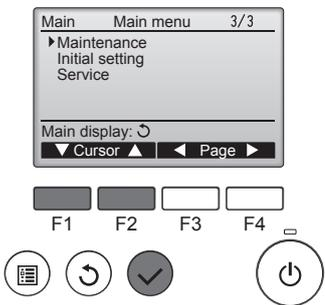 Main Main menu 3/3
Maintenance
Initial setting
Service
Main display:
Cursor Page
F1 F2 F3 F4